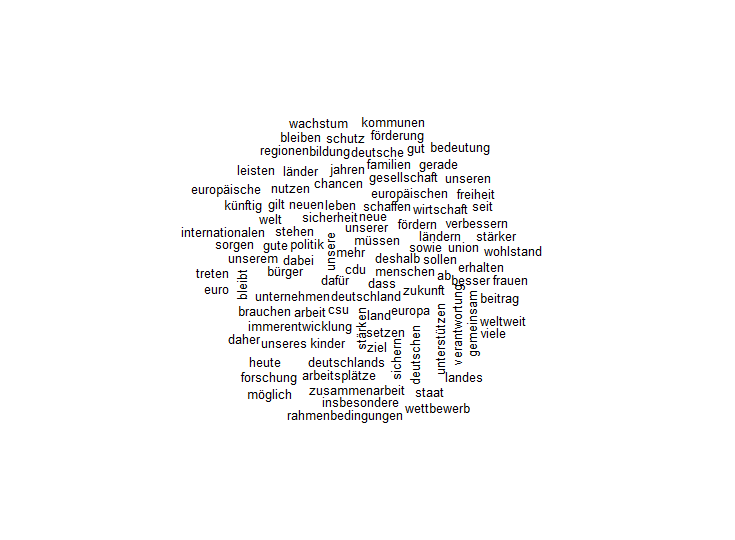 wachstum kommunen
bleiben schutz förderung
regionen bildung deutsche gut bedeutung
leisten länder jahren familien gerade
europäische nutzen chancen gesellschaft unseren
künftig gilt neuen leben schaffen europäischen freiheit
welt sicherheit neue wirtschaft seit
internationalen stehen unserer fördern verbessern
sorgen gute politik unsere müssen ländern stärker
unserem dabei mehr deshalb sowie union wohlstand
treten bürger cdu menschen sollen erhalten
euro bleibt dafür dass ab besser frauen
unternehmen deutschland zukunft beitrag
brauchen arbeit csu land europa weltweit
immer entwicklung stärken setzen unterstützen verantwortung gemeinsam viele
daher unseres kinder ziel
heute deutschlands sichern deutschen
forschung arbeitsplätze landes
möglich zusammenarbeit staat
insbesondere wettbewerb
rahmenbedingungen